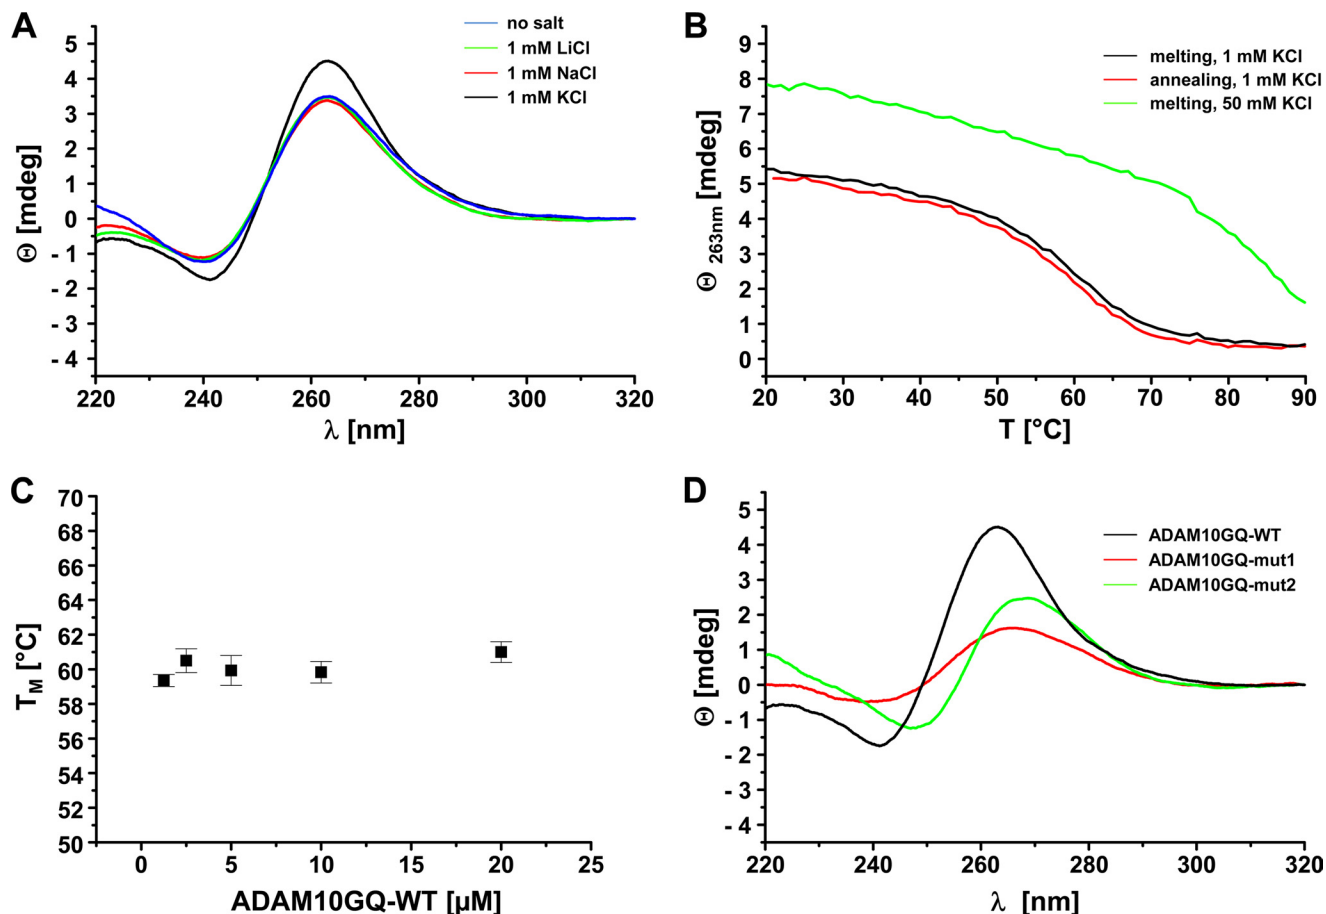 A
no salt
1 mM LiCl
1 mM NaCl
1 mM KCl
5
4
3
2
1
0
- 1
- 2
- 3
- 4
Θ [mdeg]
220 240 260 280 300 320
λ [nm]
B
melting, 1 mM KCl
annealing, 1 mM KCl
melting, 50 mM KCl
9
8
7
6
5
4
3
2
1
0
Θ 263nm [mdeg]
20 30 40 50 60 70 80 90
T [°C]
C
70
68
66
64
62
60
58
56
54
52
50
TM [°C]
0 5 10 15 20 25
ADAM10GQ-WT [µM]
D
ADAM10GQ-WT
ADAM10GQ-mut1
ADAM10GQ-mut2
5
4
3
2
1
0
- 1
- 2
- 3
- 4
Θ [mdeg]
220 240 260 280 300 320
λ [nm]